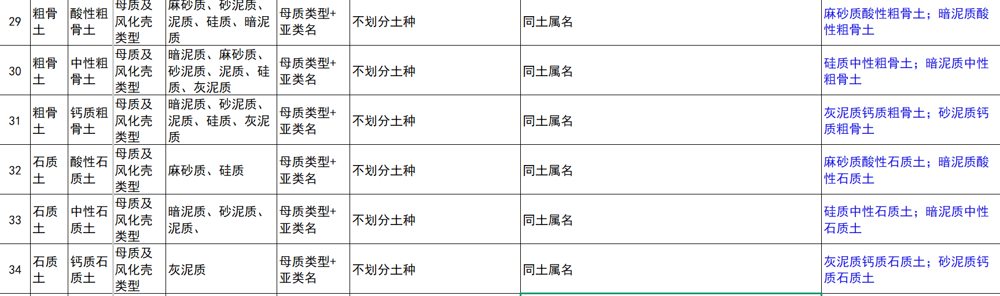 29
粗骨
土
酸性粗
骨土
母质及
风化壳
类型
麻砂质、砂泥质、
泥质、硅质、暗泥
质
母质类型+
亚类名
不划分土种
同土属名
麻砂质酸性粗骨土；暗泥质酸
性粗骨土
30
粗骨
土
中性粗
骨土
母质及
风化壳
类型
暗泥质、麻砂质、
砂泥质、泥质、硅
质、灰泥质
母质类型+
亚类名
不划分土种
同土属名
硅质中性粗骨土；暗泥质中性
粗骨土
31
粗骨
土
钙质粗
骨土
母质及
风化壳
类型
暗泥质、砂泥质、
泥质、硅质、灰泥
质
母质类型+
亚类名
不划分土种
同土属名
灰泥质钙质粗骨土；砂泥质钙
质粗骨土
32
石质
土
酸性石
质土
母质及
风化壳
类型
麻砂质、硅质
母质类型+
亚类名
不划分土种
同土属名
麻砂质酸性石质土；暗泥质酸
性石质土
33
石质
土
中性石
质土
母质及
风化壳
类型
暗泥质、砂泥质、
泥质、
母质类型+
亚类名
不划分土种
同土属名
硅质中性石质土；暗泥质中性
石质土
34
石质
土
钙质石
质土
母质及
风化壳
类型
灰泥质
母质类型+
亚类名
不划分土种
同土属名
灰泥质钙质石质土；砂泥质钙
质石质土